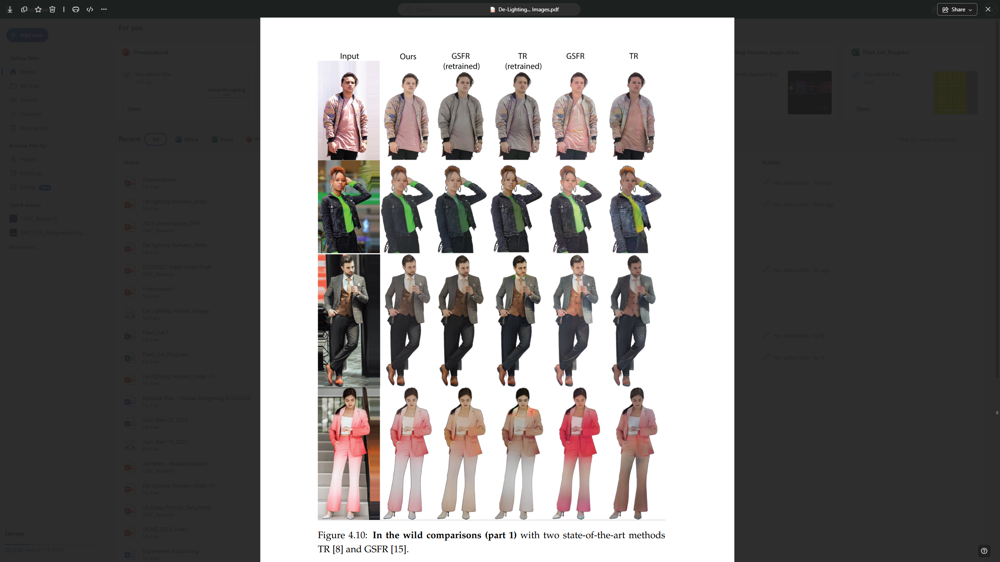 Search
De-Lighting... Images.pdf
Share
Add new
Joshua Weir
Home
My files
Shared
Favorites
Recycle bin
Browse files by
People
Meetings
Media New
Quick access
CMIC_Research
SMS_ECS_PostgraduateSp...
More places...
Storage
291.0 GB used of 1 TB (28%)
For you
Presentation4
You edited this
11m ago
Human De-Lighting
Open
ting Humans_suppl_video
cently opened this
Fleet_List_Progress
You edited this
Jul 8
Open
Recent
All
Word
Excel
Po
Filter by name or person
Name
Activity
Presentation4
My Files
You edited this - 3m ago
De-lighting Humans_slides
My Files
You edited this - 39m ago
2023_presentation_DPD
CMIC_Research
De-lighting Humans_slides
My Files
ECCV2022 Video Script Draft
CMIC_Research
You edited this - 2h ago
Presentation1
My Files
De-Lighting Human Images
My Files
Fleet_List 1
My Files
You edited this - Jul 8
Fleet_List_Progress
My Files
You edited this - Jul 8
De-lighting Humans_slides (1)
My Files
Rebuttal Plan - Human Delighting ECCV2024
My Files
Josh Weir CV_2022
My Files
Josh Weir CV_2022
My Files
JoshWeir - ResearchReport
CMIC_Research
De-lighting Humans_slides (1)
My Files
03_Deep_Portrait_Delighting
CMIC_Research
IVCNZ_2023_slides
My Files
Experiment Accounting
My Files
Input
Ours
GSFR
(retrained)
TR
(retrained)
GSFR
TR
Figure 4.10: In the wild comparisons (part 1) with two state-of-the-art methods
TR [8] and GSFR [15].